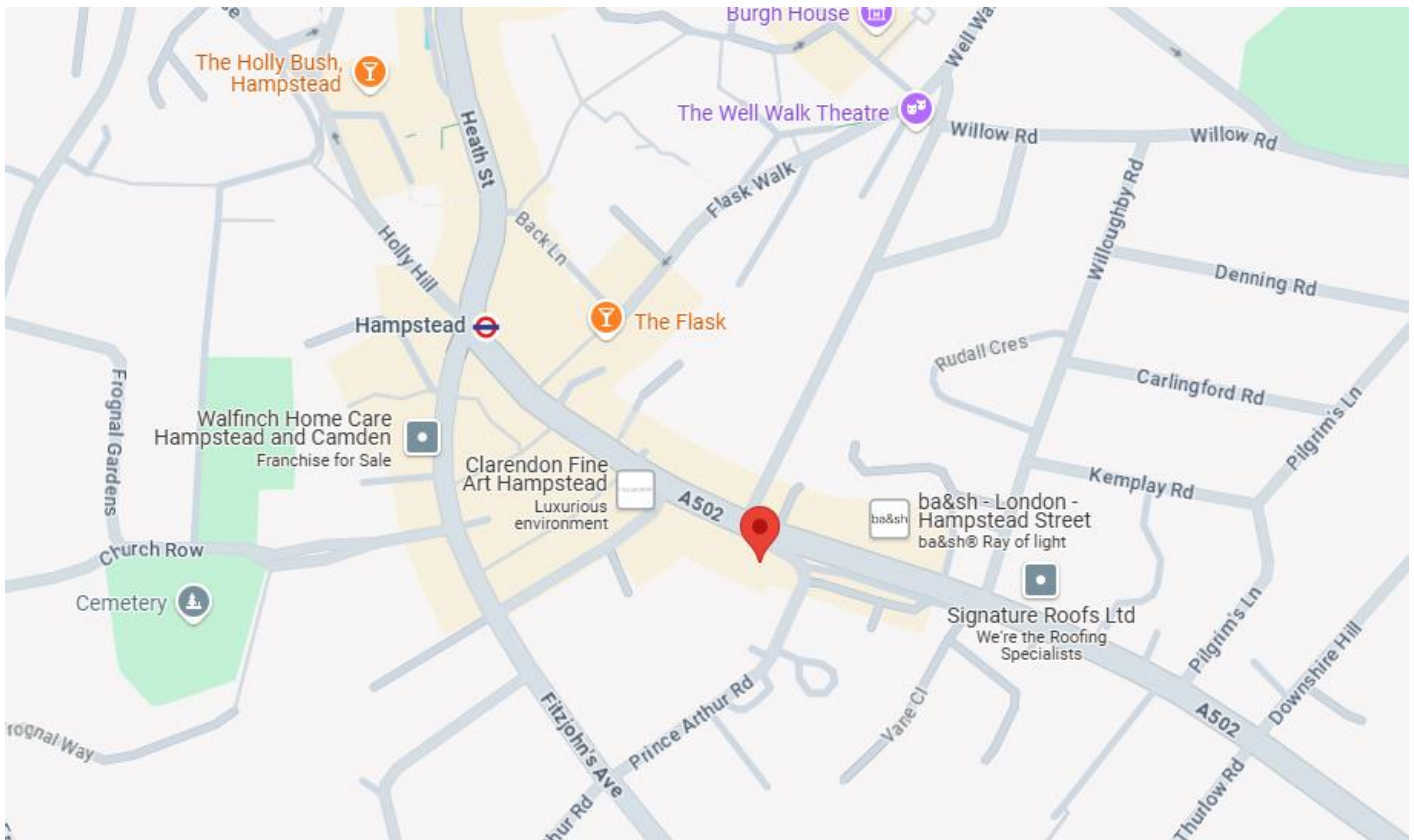 Burgh House
The Holly Bush,
Hampstead
Well Wa
The Well Walk Theatre
Willow Rd
Willow Rd
Heath St
Flask Walk
Willoughby Rd
Back Ln
Holly Hill
Denning Rd
Hampstead
The Flask
Rudall Cres
Carlingford Rd
Frognal Gardens
Pilgrim's Ln
Walfinch Home Care
Hampstead and Camden
Franchise for Sale
Clarendon Fine
Art Hampstead
Luxurious
environment
A502
Kemplay Rd
ba&sh
ba&sh - London -
Hampstead Street
ba&sh® Ray of light
Church Row
Cemetery
Signature Roofs Ltd
We're the Roofing
Specialists
Pilgrim's Ln
Downshire Hill
Fitzjohn's Ave
Prince Arthur Rd
Vane Cl
A502
rognal Way
hur Rd
Thurlow Rd